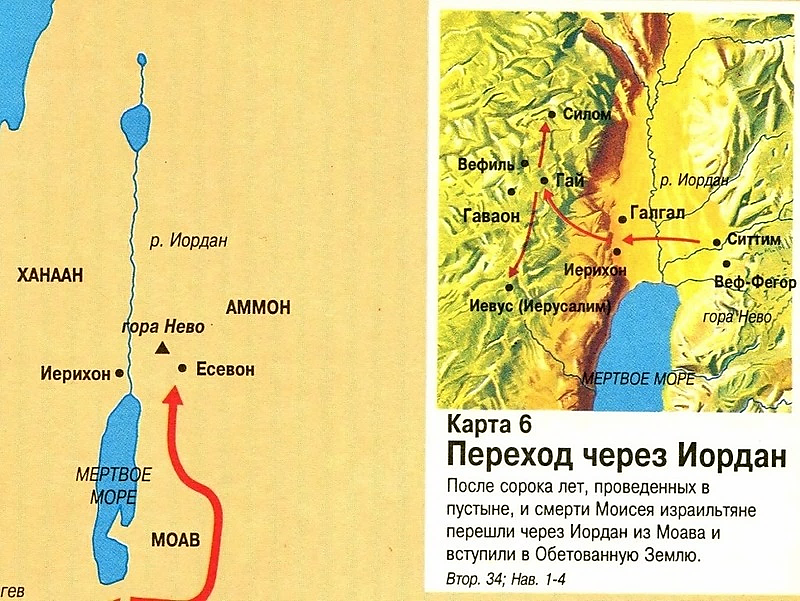 р. Иордан
ХАНААН
АММОН
гора Нево
Иерихон
Есевон
МЕРТВОЕ
МОРЕ
МОАВ
гев
Силом
Вефиль
Гай
р. Иордан
Гаваон
Галгал
Ситтим
Иерихон
Веф-Фегор
Иевус (Иерусалим)
гора Нево
МЕРТВОЕ МОРЕ
Карта 6
Переход через Иордан
После сорока лет, проведенных в
пустыне, и смерти Моисея израильтяне
перешли через Иордан из Моава и
вступили в Обетованную Землю.
Втор. 34; Нав. 1-4